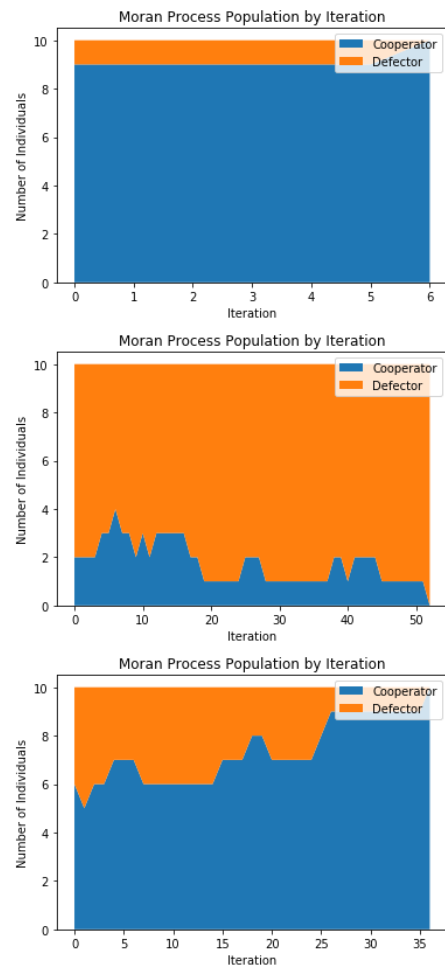 Moran Process Population by Iteration
10
8
6
4
2
0
Number of Individuals
Cooperator
Defector
0 1 2 3 4 5 6
Iteration
Moran Process Population by Iteration
10
8
6
4
2
0
Number of Individuals
Cooperator
Defector
0 10 20 30 40 50
Iteration
Moran Process Population by Iteration
10
8
6
4
2
0
Number of Individuals
Cooperator
Defector
0 5 10 15 20 25 30 35
Iteration